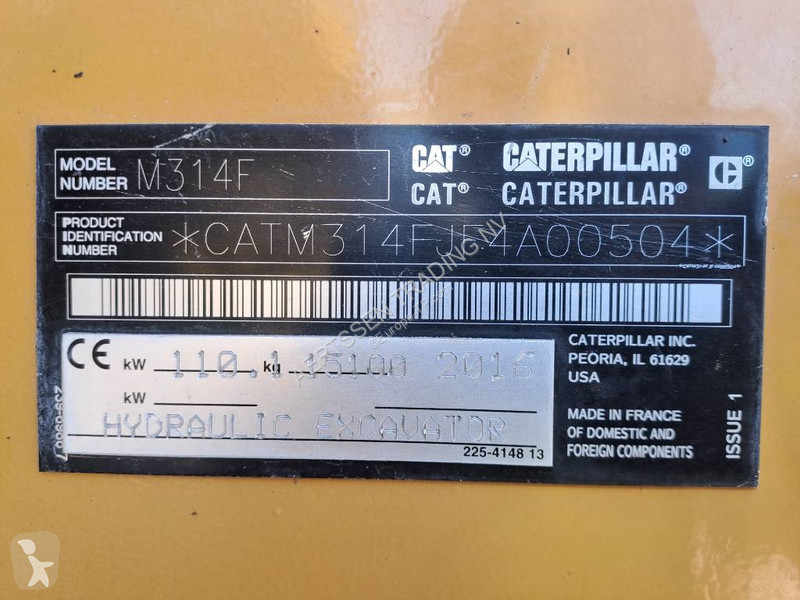 MODEL NUMBER M314F
CAT® CATERPILLAR®
CAT® CATERPILLAR®
C®
PRODUCT IDENTIFICATION NUMBER *CATM314FJF4A00504*
CE kW 110.1 kg 15100 2016
kW
HYDRAULIC EXCAVATOR
225-4148 13
CATERPILLAR INC.
PEORIA, IL 61629
USA
MADE IN FRANCE
OF DOMESTIC AND
FOREIGN COMPONENTS
ISSUE 1
TRADING NV